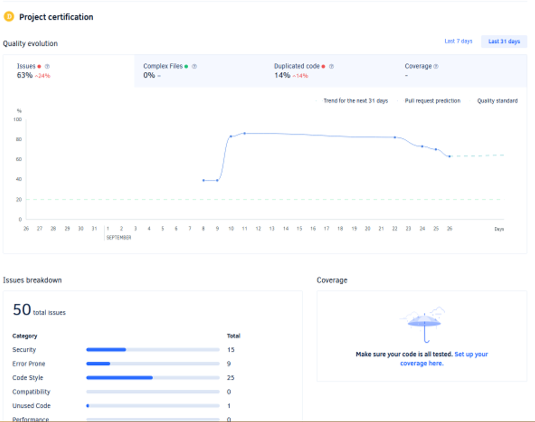 D Project certification
Quality evolution
Last 7 days Last 31 days
Issues Complex Files Duplicated code Coverage
63% +24% 0% – 14% +14% –
Trend for the next 31 days Pull request prediction Quality standard
%
100
80
60
40
20
0
26 27 28 29 30 31 1 2 3 4 5 6 7 8 9 10 11 12 13 14 15 16 17 18 19 20 21 22 23 24 25 26 Days
SEPTEMBER
Issues breakdown Coverage
50 total issues
Category Total
Security 15
Error Prone 9
Code Style 25
Compatibility 0
Unused Code 1
Performance 0
Make sure your code is all tested. Set up your
coverage here.